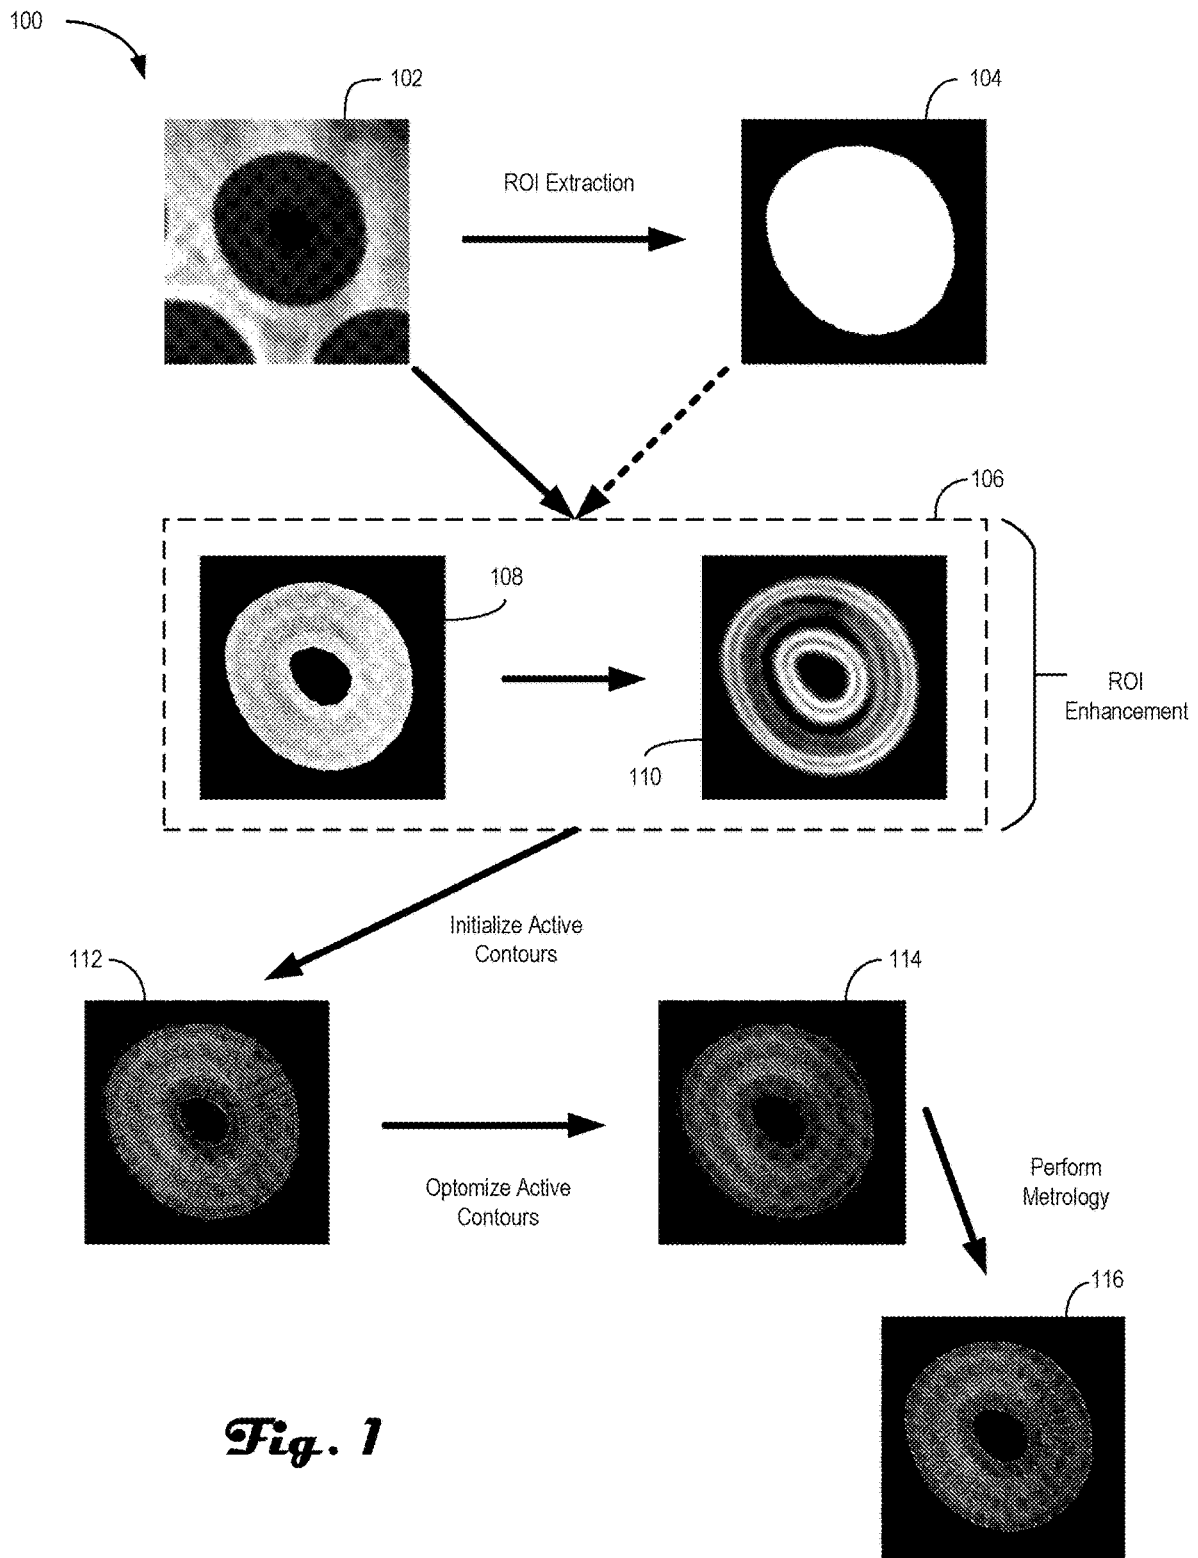 100
102
104
ROI Extraction
106
108
110
ROI
Enhancement
Initialize Active
Contours
112
114
Optomize Active
Contours
Perform
Metrology
116
Fig. 1